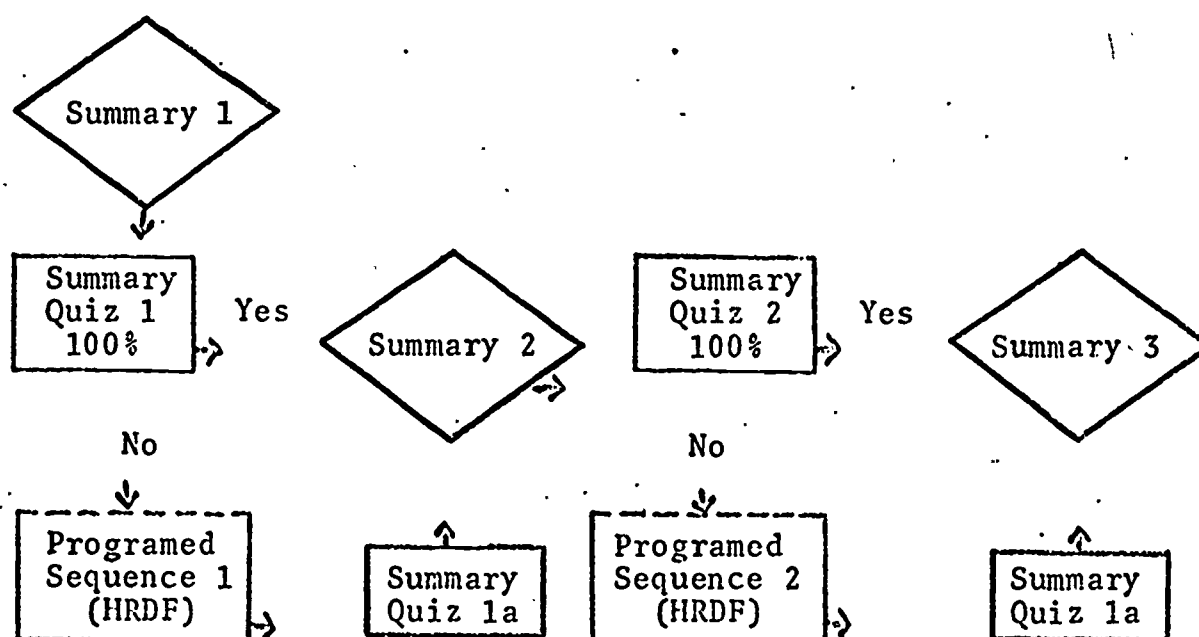 Summary 1
Summary
Quiz 1
100%
Yes
Summary 2
Summary
Quiz 2
100%
Yes
Summary 3
No
No
Programed
Sequence 1
(HRDF)
Summary
Quiz 1a
Programed
Sequence 2
(HRDF)
Summary
Quiz 1a